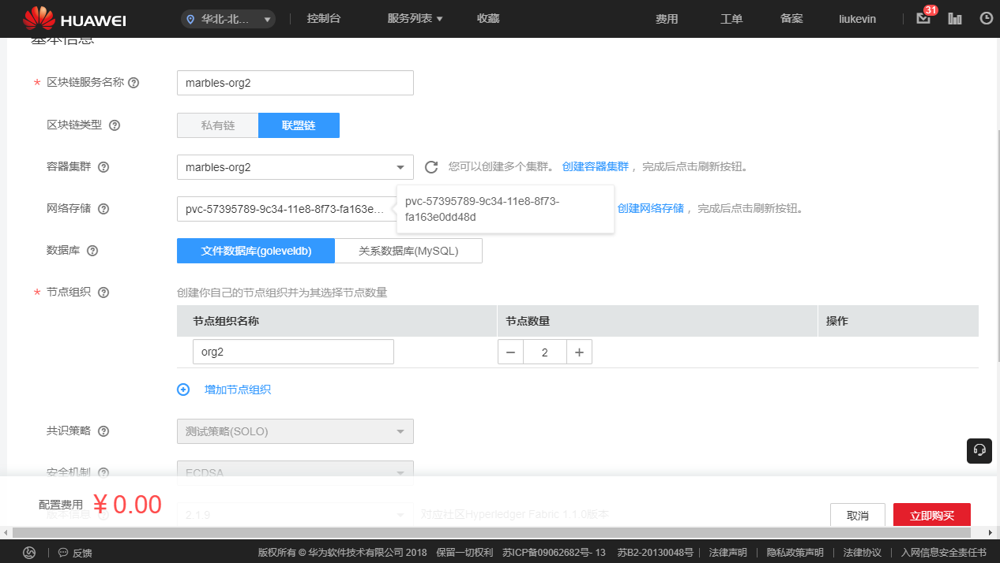 HUAWEI 华北-北... 控制台 服务列表 收藏 费用 工单 备案 liukevin 31
基本信息
* 区块链服务名称 ? marbles-org2
区块链类型 ? 私有链 联盟链
容器集群 ? marbles-org2 您可以创建多个集群。 创建容器集群 ，完成后点击刷新按钮。
网络存储 ? pvc-57395789-9c34-11e8-8f73-fa163e... 创建网络存储 ，完成后点击刷新按钮。
pvc-57395789-9c34-11e8-8f73-
fa163e0dd48d
数据库 ? 文件数据库(goleveldb) 关系数据库(MySQL)
* 节点组织 ? 创建你自己的节点组织并为其选择节点数量
节点组织名称 节点数量 操作
org2 − 2 +
增加节点组织
共识策略 ? 测试策略(SOLO)
安全机制 ? ECDSA
配置费用 ¥0.00
版本信息 ? 2.1.9 对应社区Hyperledger Fabric 1.1.0版本
取消 立即购买
反馈 版权所有 © 华为软件技术有限公司 2018 保留一切权利 苏ICP备09062682号- 13 苏B2-20130048号 | 法律声明 | 隐私政策声明 | 法律协议 | 入网信息安全责任书